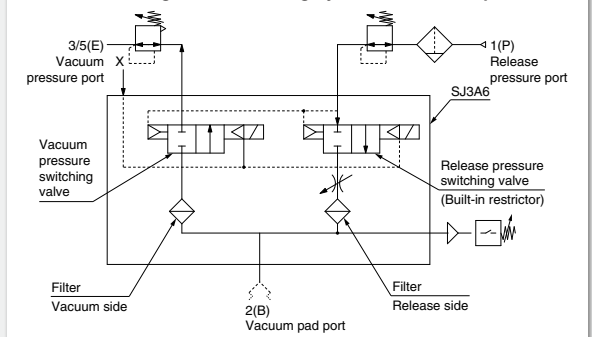 3/5(E)
Vacuum
pressure port
X
1(P)
Release
pressure port
SJ3A6
Vacuum
pressure
switching
valve
Release pressure
switching valve
(Built-in restrictor)
Filter
Vacuum side
2(B)
Vacuum pad port
Filter
Release side